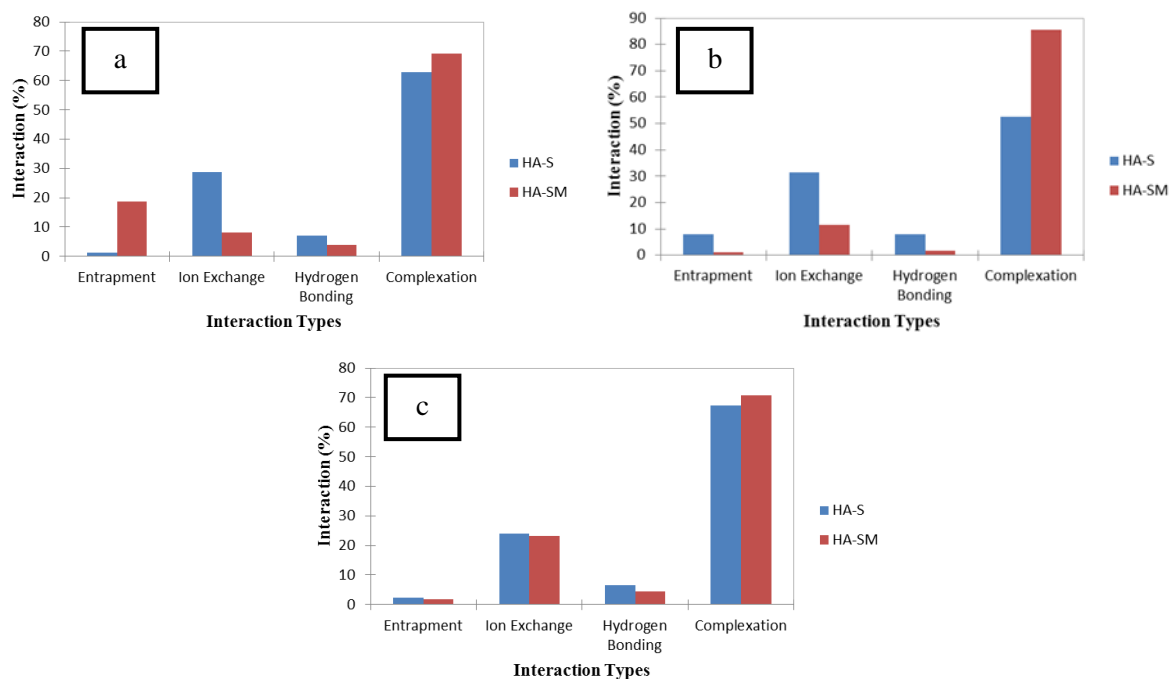 a
Interaction (%)
80
70
60
50
40
30
20
10
0
Entrapment
Ion Exchange
Hydrogen
Bonding
Complexation
Interaction Types
HA-S
HA-SM
b
Interaction (%)
90
80
70
60
50
40
30
20
10
0
Entrapment
Ion Exchange
Hydrogen
Bonding
Complexation
Interaction Types
HA-S
HA-SM
c
Interaction (%)
80
70
60
50
40
30
20
10
0
Entrapment
Ion Exchange
Hydrogen
Bonding
Complexation
Interaction Types
HA-S
HA-SM